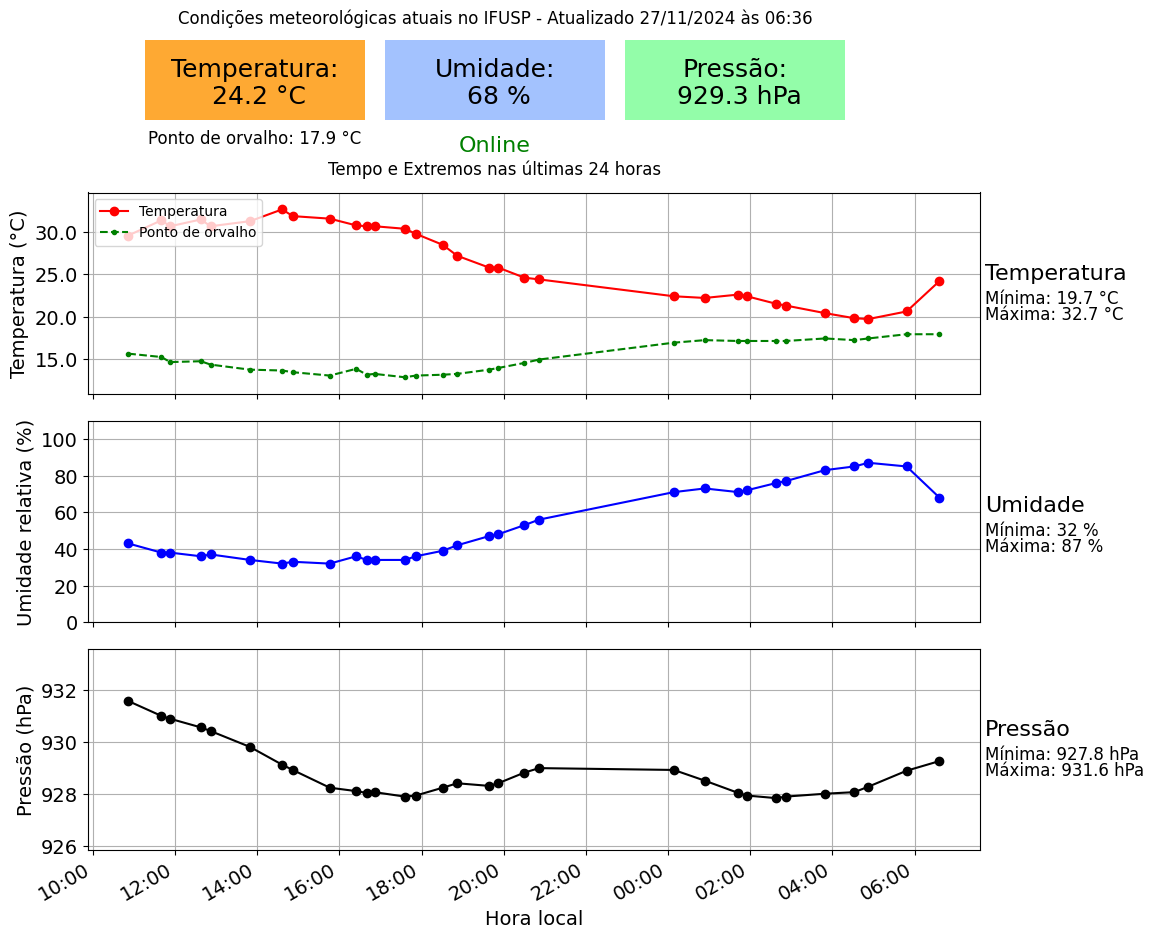 Condições meteorológicas atuais no IFUSP - Atualizado 27/11/2024 às 06:36
Temperatura:
24.2 °C
Umidade:
68 %
Pressão:
929.3 hPa
Ponto de orvalho: 17.9 °C
Online
Tempo e Extremos nas últimas 24 horas
Temperatura (°C)
30.0
25.0
20.0
15.0
Temperatura
Ponto de orvalho
Temperatura
Mínima: 19.7 °C
Máxima: 32.7 °C
Umidade relativa (%)
100
80
60
40
20
0
Umidade
Mínima: 32 %
Máxima: 87 %
Pressão (hPa)
932
930
928
926
Pressão
Mínima: 927.8 hPa
Máxima: 931.6 hPa
10:00
12:00
14:00
16:00
18:00
20:00
22:00
00:00
02:00
04:00
06:00
Hora local